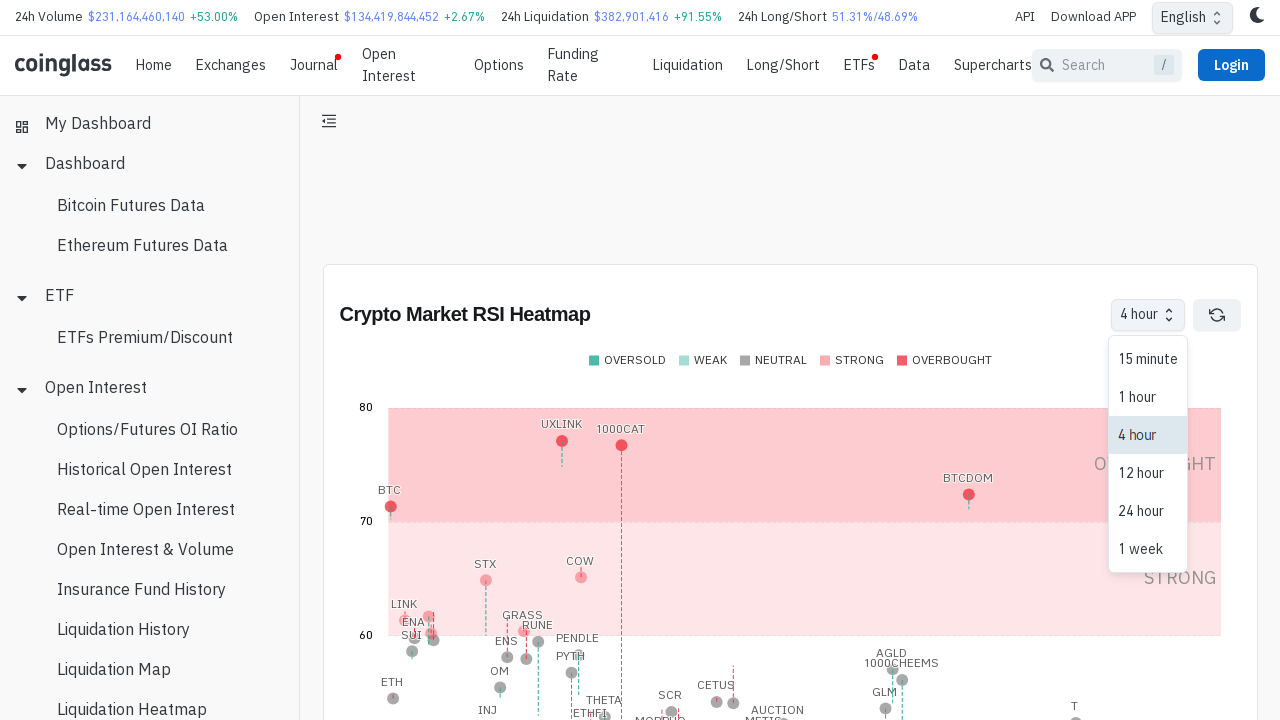 24h Volume $231,164,460,140 +53.00% Open Interest $134,419,844,452 +2.67% 24h Liquidation $382,901,416 +91.55% 24h Long/Short 51.31%/48.69% API Download APP English
coinglass Home Exchanges Journal Open Interest Options Funding Rate Liquidation Long/Short ETFs Data Supercharts Search / Login
My Dashboard
Dashboard
Bitcoin Futures Data
Ethereum Futures Data
ETF
ETFs Premium/Discount
Open Interest
Options/Futures OI Ratio
Historical Open Interest
Real-time Open Interest
Open Interest & Volume
Insurance Fund History
Liquidation History
Liquidation Map
Liquidation Heatmap
Crypto Market RSI Heatmap
4 hour
15 minute
1 hour
4 hour
12 hour
24 hour
1 week
OVERSOLD WEAK NEUTRAL STRONG OVERBOUGHT
80
UXLINK
1000CAT
BTCDOM
BTC
70
STX
COW
STRONG
LINK
GRASS
ENA
RUNE
SUI
60
ENS
PENDLE
PYTH
AGLD
1000CHEEMS
OM
ETH
CETUS
GLM
SCR
THETA
T
INJ
ETHFI
AUCTION